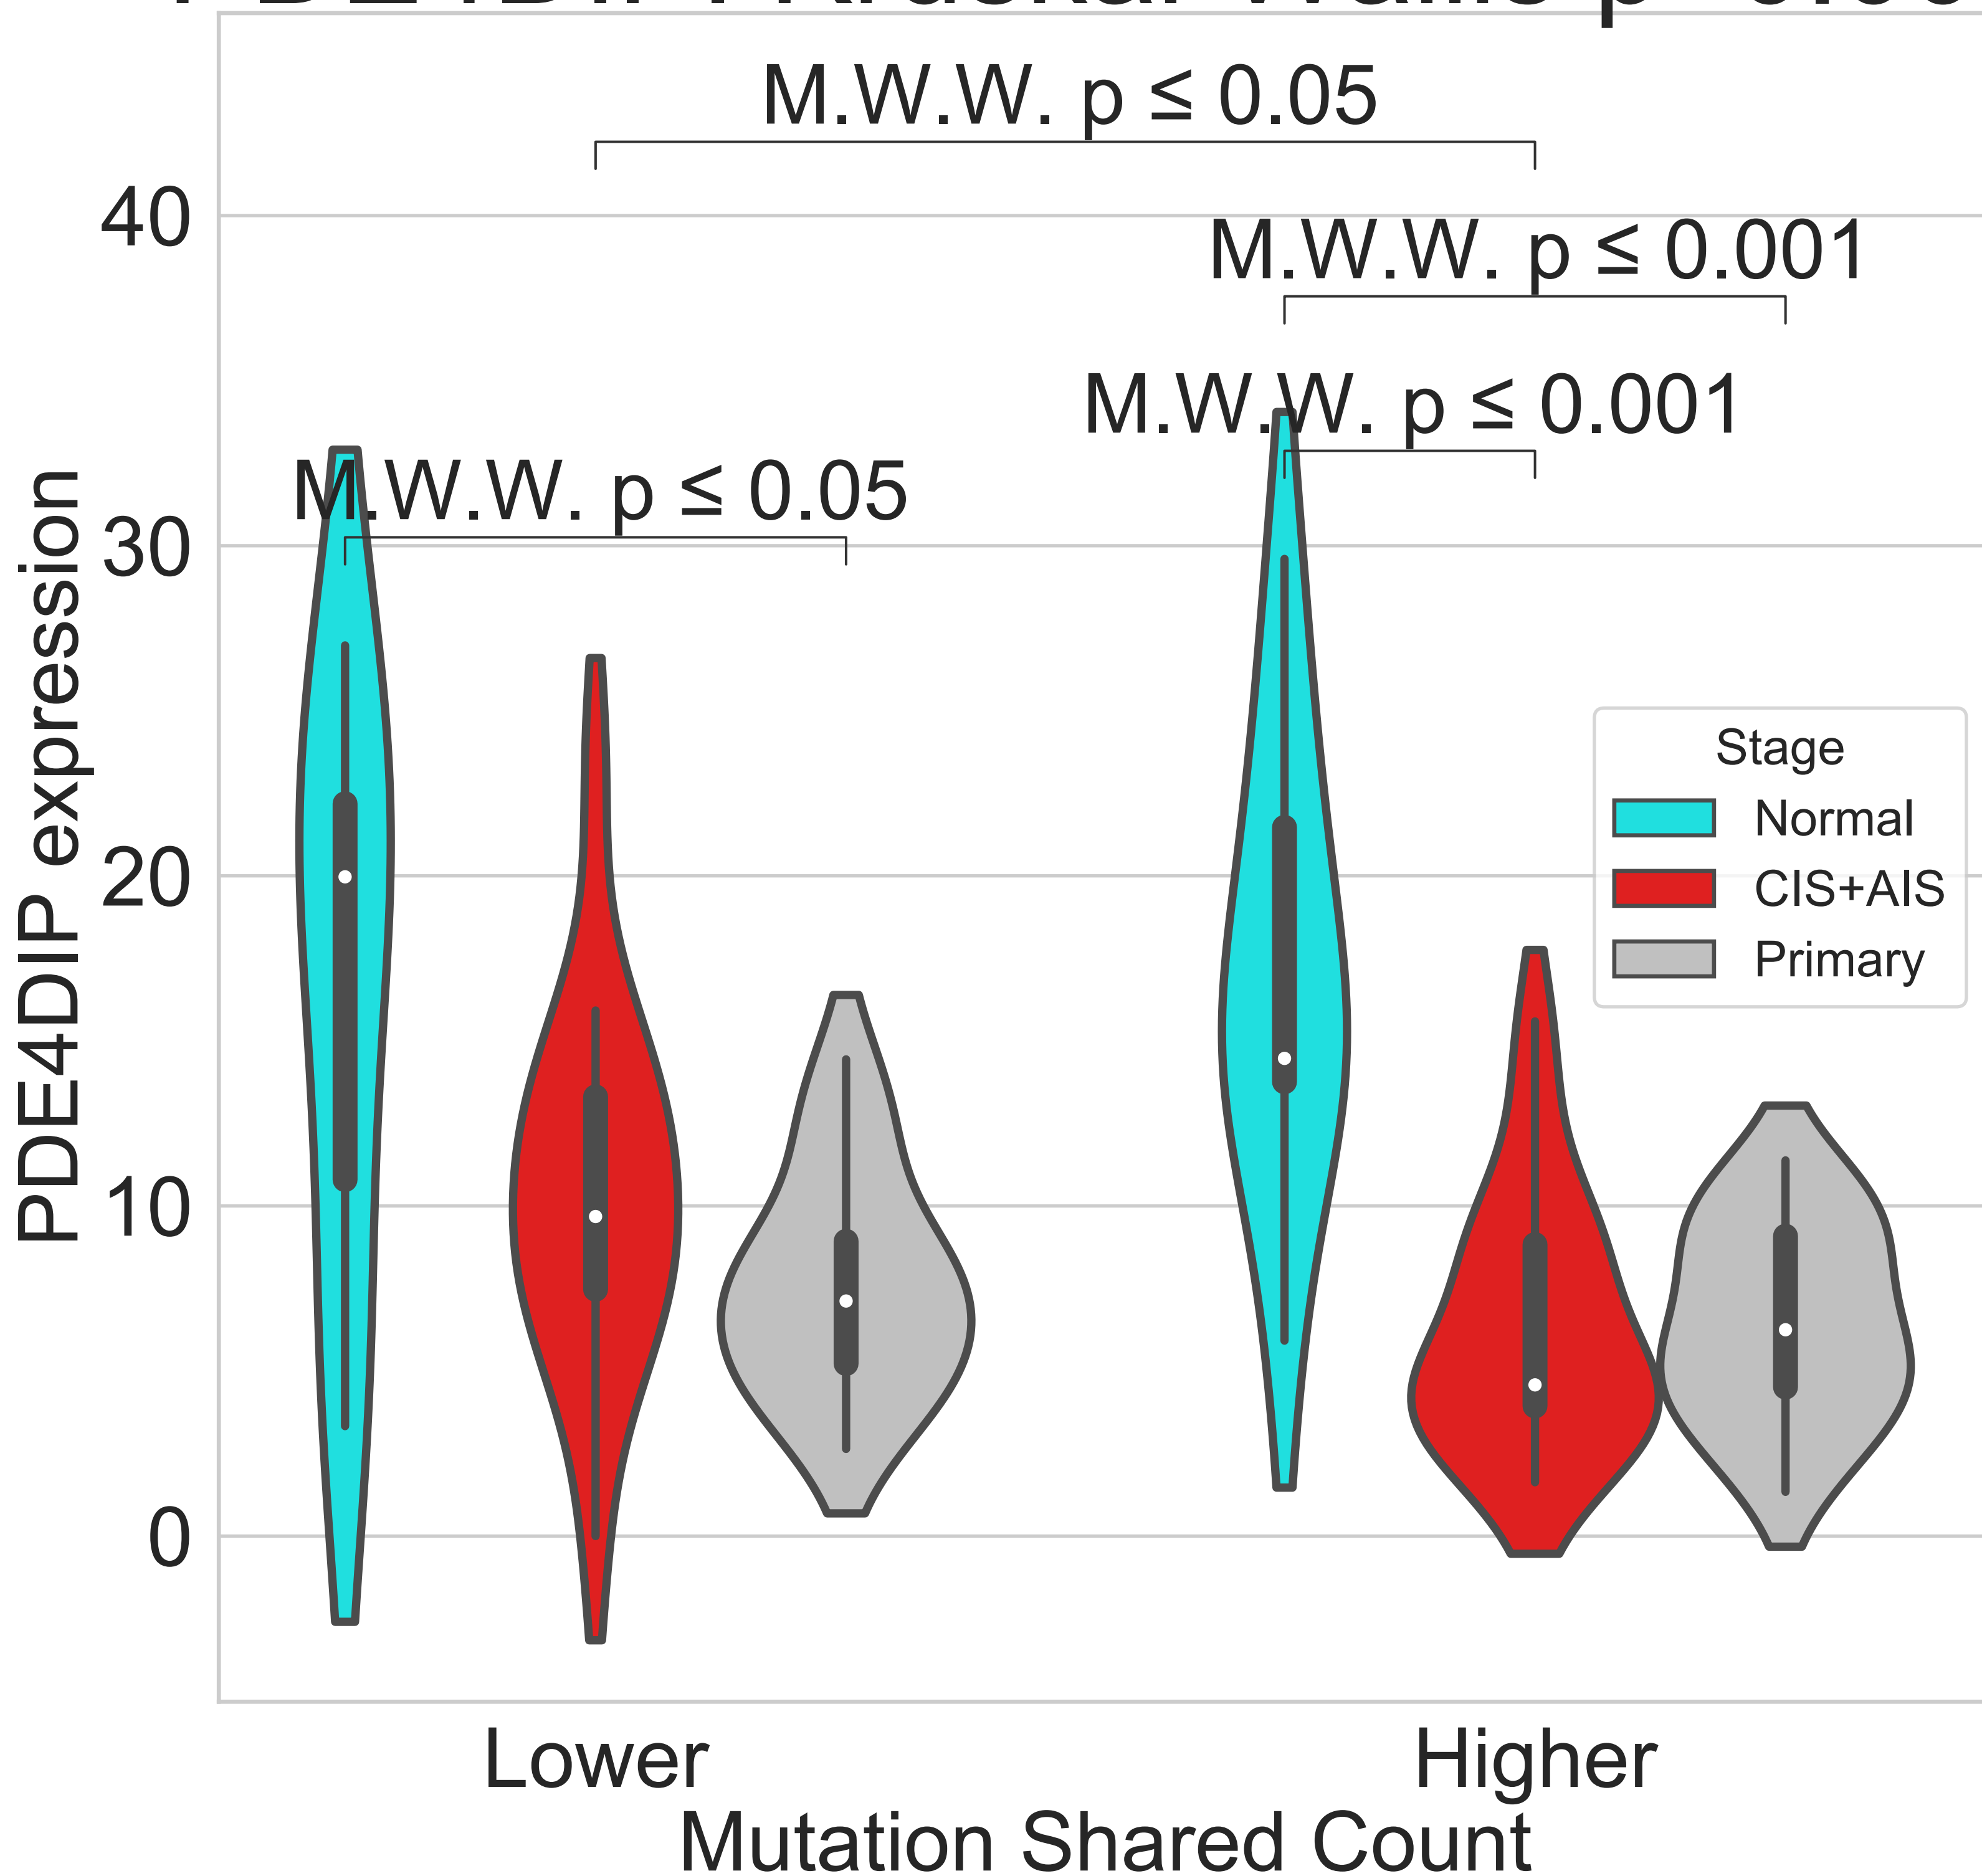 M.W.W. p ≤ 0.05
40
M.W.W. p ≤ 0.001
M.W.W. p ≤ 0.001
M.W.W. p ≤ 0.05
30
PDE4DIP expression
Stage
Normal
CIS+AIS
Primary
20
10
0
Lower
Higher
Mutation Shared Count